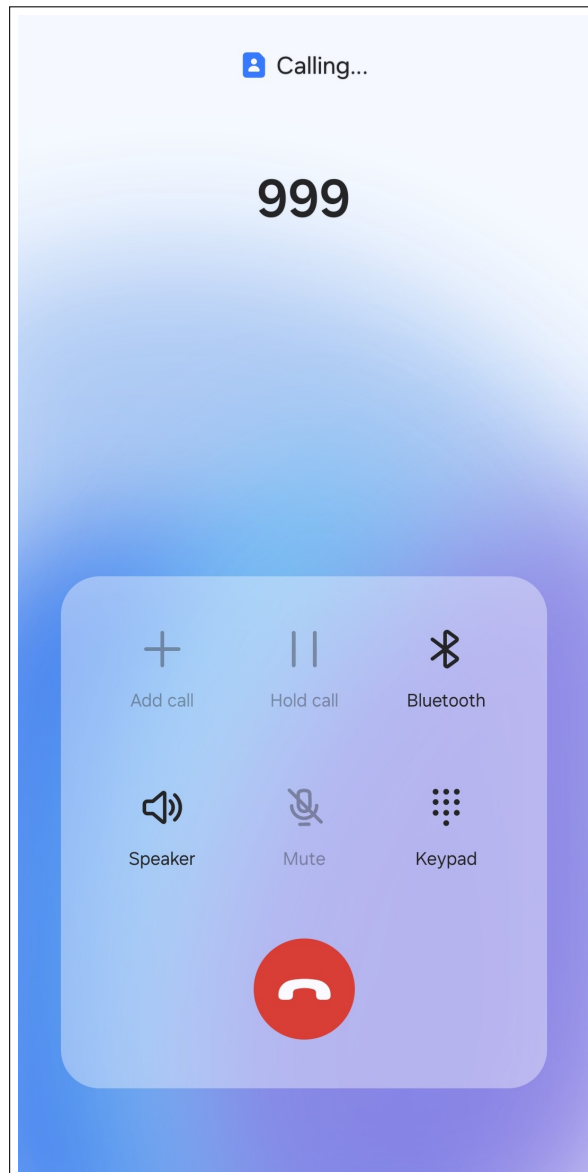 Calling...
999
Add call
Hold call
Bluetooth
Speaker
Mute
Keypad